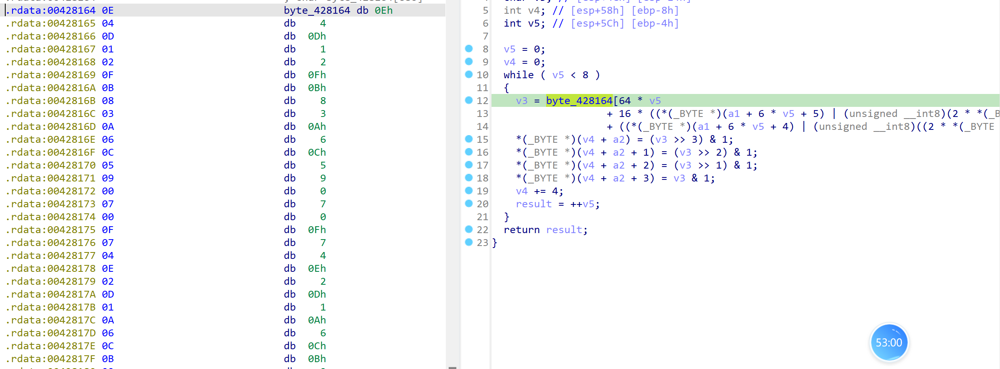 .rdata:00428164 0E byte_428164 db 0Eh
.rdata:00428165 04 db 4
.rdata:00428166 0D db 0Dh
.rdata:00428167 01 db 1
.rdata:00428168 02 db 2
.rdata:00428169 0F db 0Fh
.rdata:0042816A 0B db 0Bh
.rdata:0042816B 08 db 8
.rdata:0042816C 03 db 3
.rdata:0042816D 0A db 0Ah
.rdata:0042816E 06 db 6
.rdata:0042816F 0C db 0Ch
.rdata:00428170 05 db 5
.rdata:00428171 09 db 9
.rdata:00428172 00 db 0
.rdata:00428173 07 db 7
.rdata:00428174 00 db 0
.rdata:00428175 0F db 0Fh
.rdata:00428176 07 db 7
.rdata:00428177 04 db 4
.rdata:00428178 0E db 0Eh
.rdata:00428179 02 db 2
.rdata:0042817A 0D db 0Dh
.rdata:0042817B 01 db 1
.rdata:0042817C 0A db 0Ah
.rdata:0042817D 06 db 6
.rdata:0042817E 0C db 0Ch
.rdata:0042817F 0B db 0Bh
5 int v4; // [esp+58h] [ebp-8h]
6 int v5; // [esp+5Ch] [ebp-4h]
7
8 v5 = 0;
9 v4 = 0;
10 while ( v5 < 8 )
11 {
12 v3 = byte_428164[64 * v5
13 + 16 * ((*(_BYTE *)(a1 + 6 * v5 + 5) | (unsigned __int8)(2 * *(_B
14 + ((*(_BYTE *)(a1 + 6 * v5 + 4) | (unsigned __int8)((2 * *(_BYTE
15 *(_BYTE *)(v4 + a2) = (v3 >> 3) & 1;
16 *(_BYTE *)(v4 + a2 + 1) = (v3 >> 2) & 1;
17 *(_BYTE *)(v4 + a2 + 2) = (v3 >> 1) & 1;
18 *(_BYTE *)(v4 + a2 + 3) = v3 & 1;
19 v4 += 4;
20 result = ++v5;
21 }
22 return result;
23 }
53:00